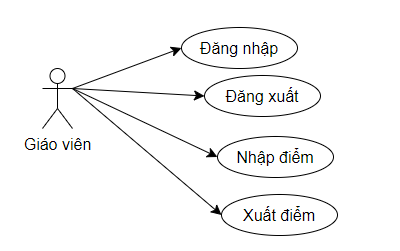 Đăng nhập
Đăng xuất
Giáo viên
Nhập điểm
Xuất điểm